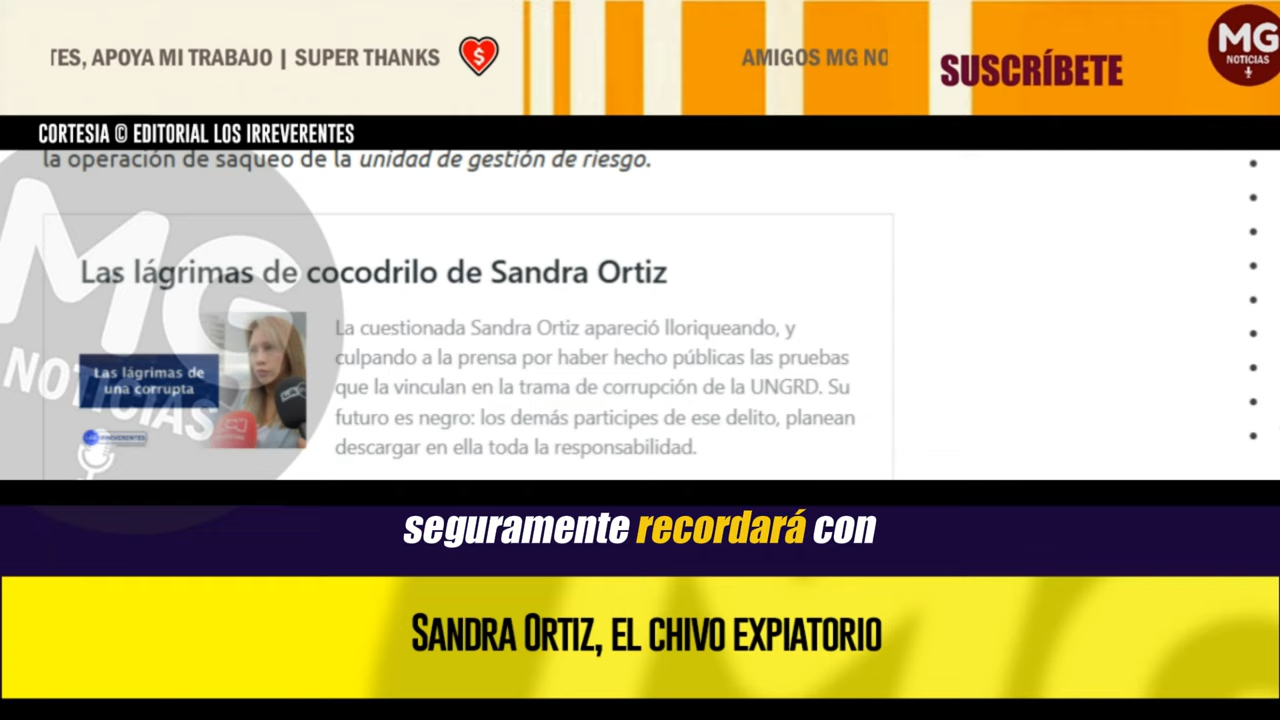 TES, APOYA MI TRABAJO | SUPER THANKS
$
AMIGOS MG NO
SUSCRÍBETE
MG
NOTICIAS
CORTESIA © EDITORIAL LOS IRREVERENTES
la operación de saqueo de la unidad de gestión de riesgo.
MG
NOTICIAS
Las lágrimas de cocodrilo de Sandra Ortiz
Las lágrimas de
una corrupta
La cuestionada Sandra Ortiz apareció lloriqueando, y
culpando a la prensa por haber hecho públicas las pruebas
que la vinculan en la trama de corrupción de la UNGRD. Su
futuro es negro: los demás participes de ese delito, planean
descargar en ella toda la responsabilidad.
seguramente recordará con
SANDRA ORTIZ, EL CHIVO EXPIATORIO